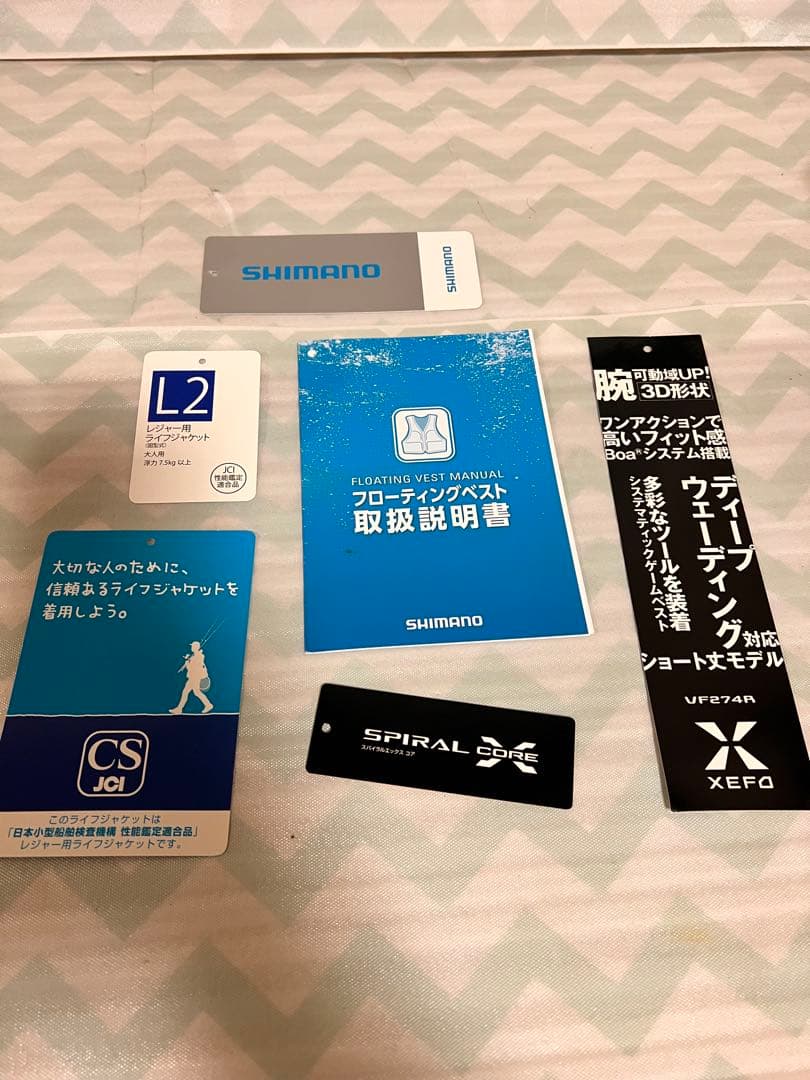 SHIMANO
SHIMANO
L2
レジャー用
ライフジャケット
(固型式)
大人用
浮力 7.5kg 以上
JCI
性能鑑定
適合品
FLOATING VEST MANUAL
フローティングベスト
取扱説明書
SHIMANO
腕可動域UP!
3D形状
ワンアクションで
高いフィット感
Boa®システム搭載
ディープ
ウェーディング対応
多彩なツールを装着
システマティックゲームベスト
ショート丈モデル
VF274R
XEFO
大切な人のために、
信頼あるライフジャケットを
着用しよう。
CS
JCI
このライフジャケットは
「日本小型船舶検査機構 性能鑑定適合品」
レジャー用ライフジャケットです。
SPIRAL X CORE
スパイラルエックス コア